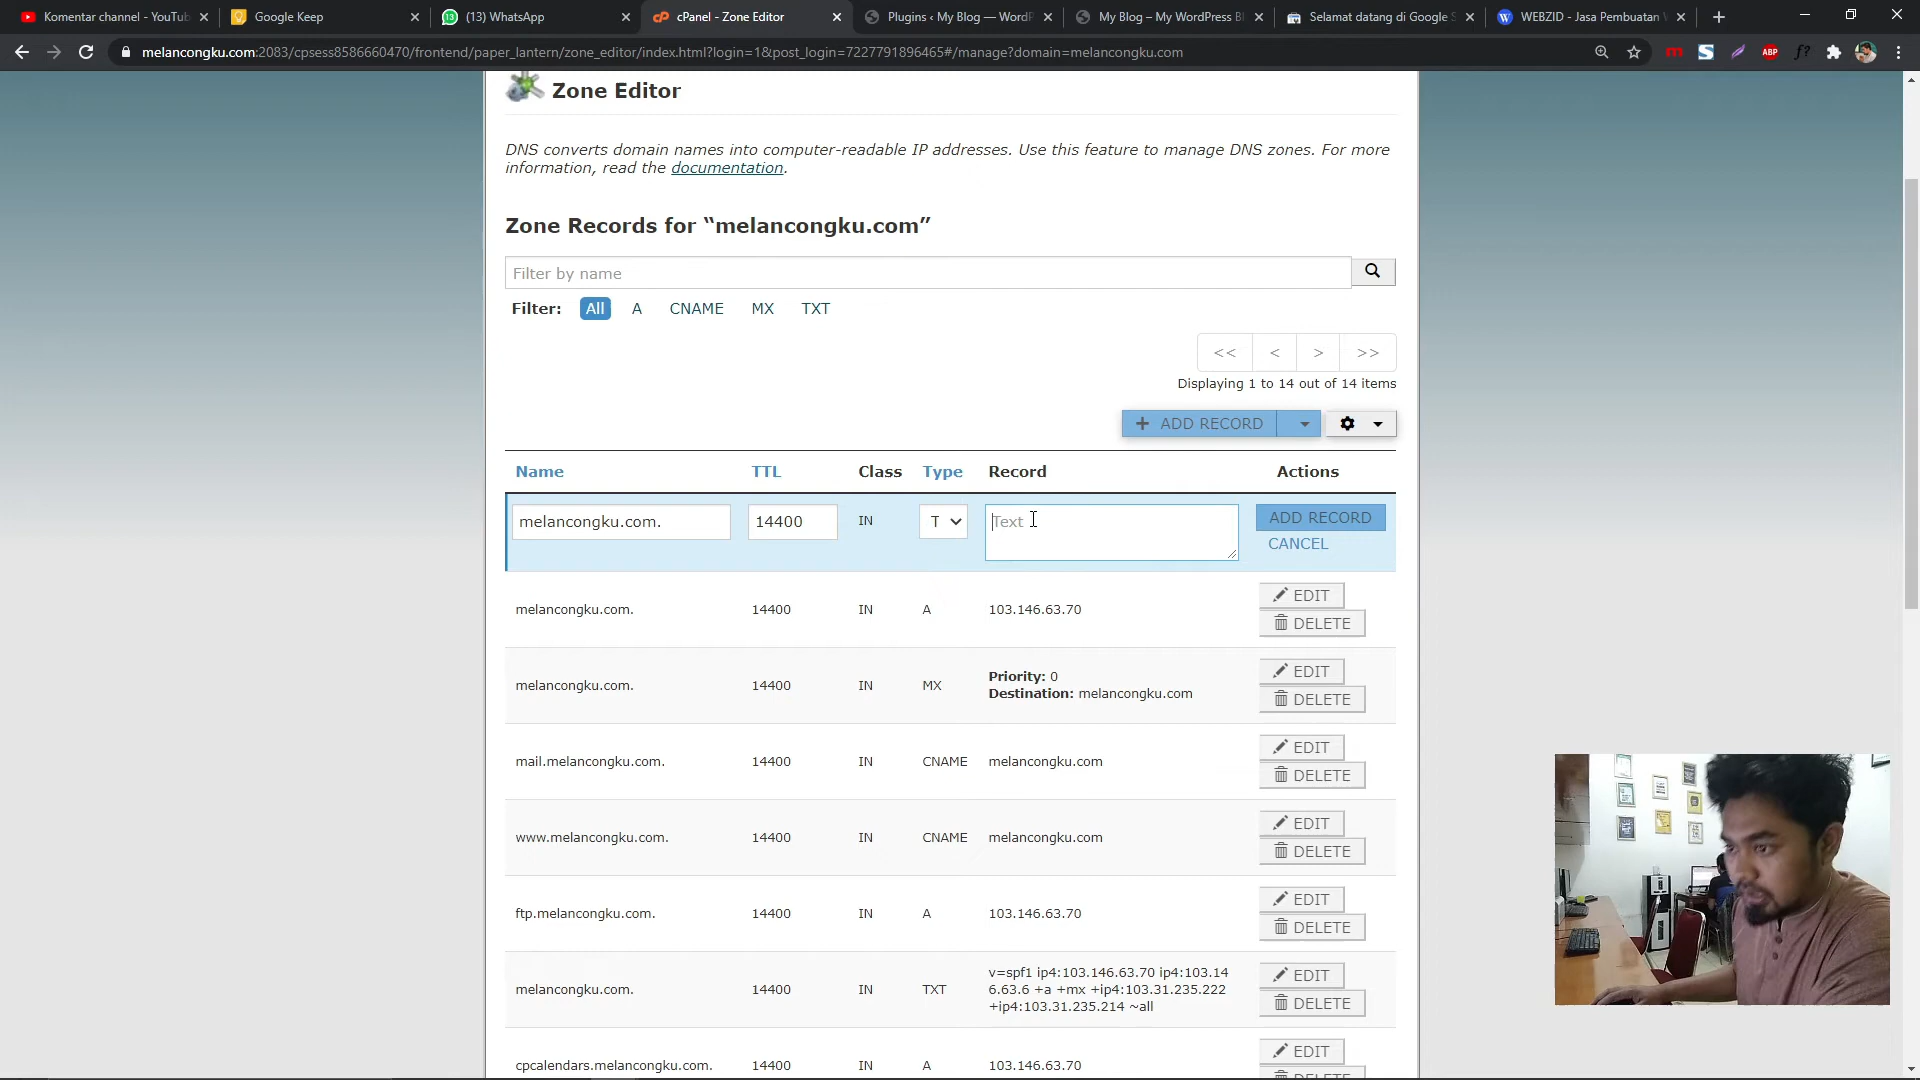 Komentar channel - YouTub
Google Keep
(13) WhatsApp
cPanel - Zone Editor
Plugins ‹ My Blog — WordP
My Blog – My WordPress Bl
Selamat datang di Google S
WEBZID - Jasa Pembuatan W
melancongku.com:2083/cpsess8586660470/frontend/paper_lantern/zone_editor/index.html?login=1&post_login=7227791896465#/manage?domain=melancongku.com
Zone Editor
DNS converts domain names into computer-readable IP addresses. Use this feature to manage DNS zones. For more
information, read the documentation.
Zone Records for “melancongku.com”
Filter by name
Filter: All A CNAME MX TXT
<< < > >>
Displaying 1 to 14 out of 14 items
+ ADD RECORD
Name TTL Class Type Record Actions
melancongku.com. 14400 IN T Text ADD RECORD
CANCEL
melancongku.com. 14400 IN A 103.146.63.70 EDIT
DELETE
melancongku.com. 14400 IN MX Priority: 0 EDIT
Destination: melancongku.com DELETE
mail.melancongku.com. 14400 IN CNAME melancongku.com EDIT
DELETE
www.melancongku.com. 14400 IN CNAME melancongku.com EDIT
DELETE
ftp.melancongku.com. 14400 IN A 103.146.63.70 EDIT
DELETE
melancongku.com. 14400 IN TXT v=spf1 ip4:103.146.63.70 ip4:103.14 EDIT
6.63.6 +a +mx +ip4:103.31.235.222
+ip4:103.31.235.214 ~all DELETE
cpcalendars.melancongku.com. 14400 IN A 103.146.63.70 EDIT
DELETE